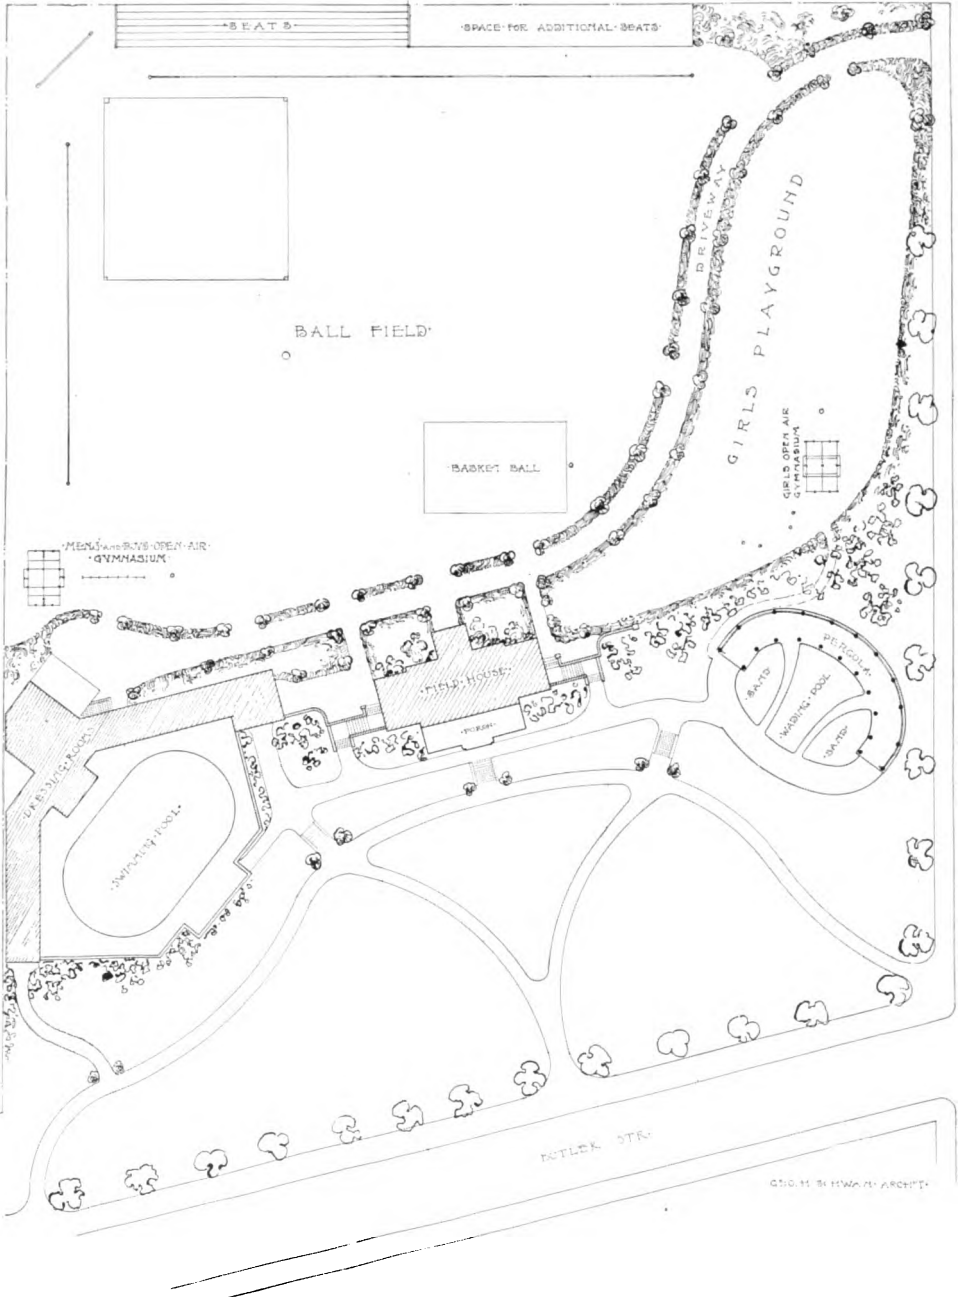 ·SEATS·
·SPACE·FOR ADDITIONAL·SEATS·
DRIVEWAY
GIRLS PLAYGROUND
BALL FIELD·
GIRLS OPEN AIR
GYMNASIUM
·BASKET BALL
·MENS AND BOYS·OPEN·AIR·
·GYMNASIUM·
PERGOLA
·SAND·
·WADING·POOL
·SAND·
·FIELD·HOUSE·
·PORCH·
·DRESSING·ROOMS·
·SWIMMING·POOL·
BUTLER STR.
GEO. H. SCHWAN· ARCHT·